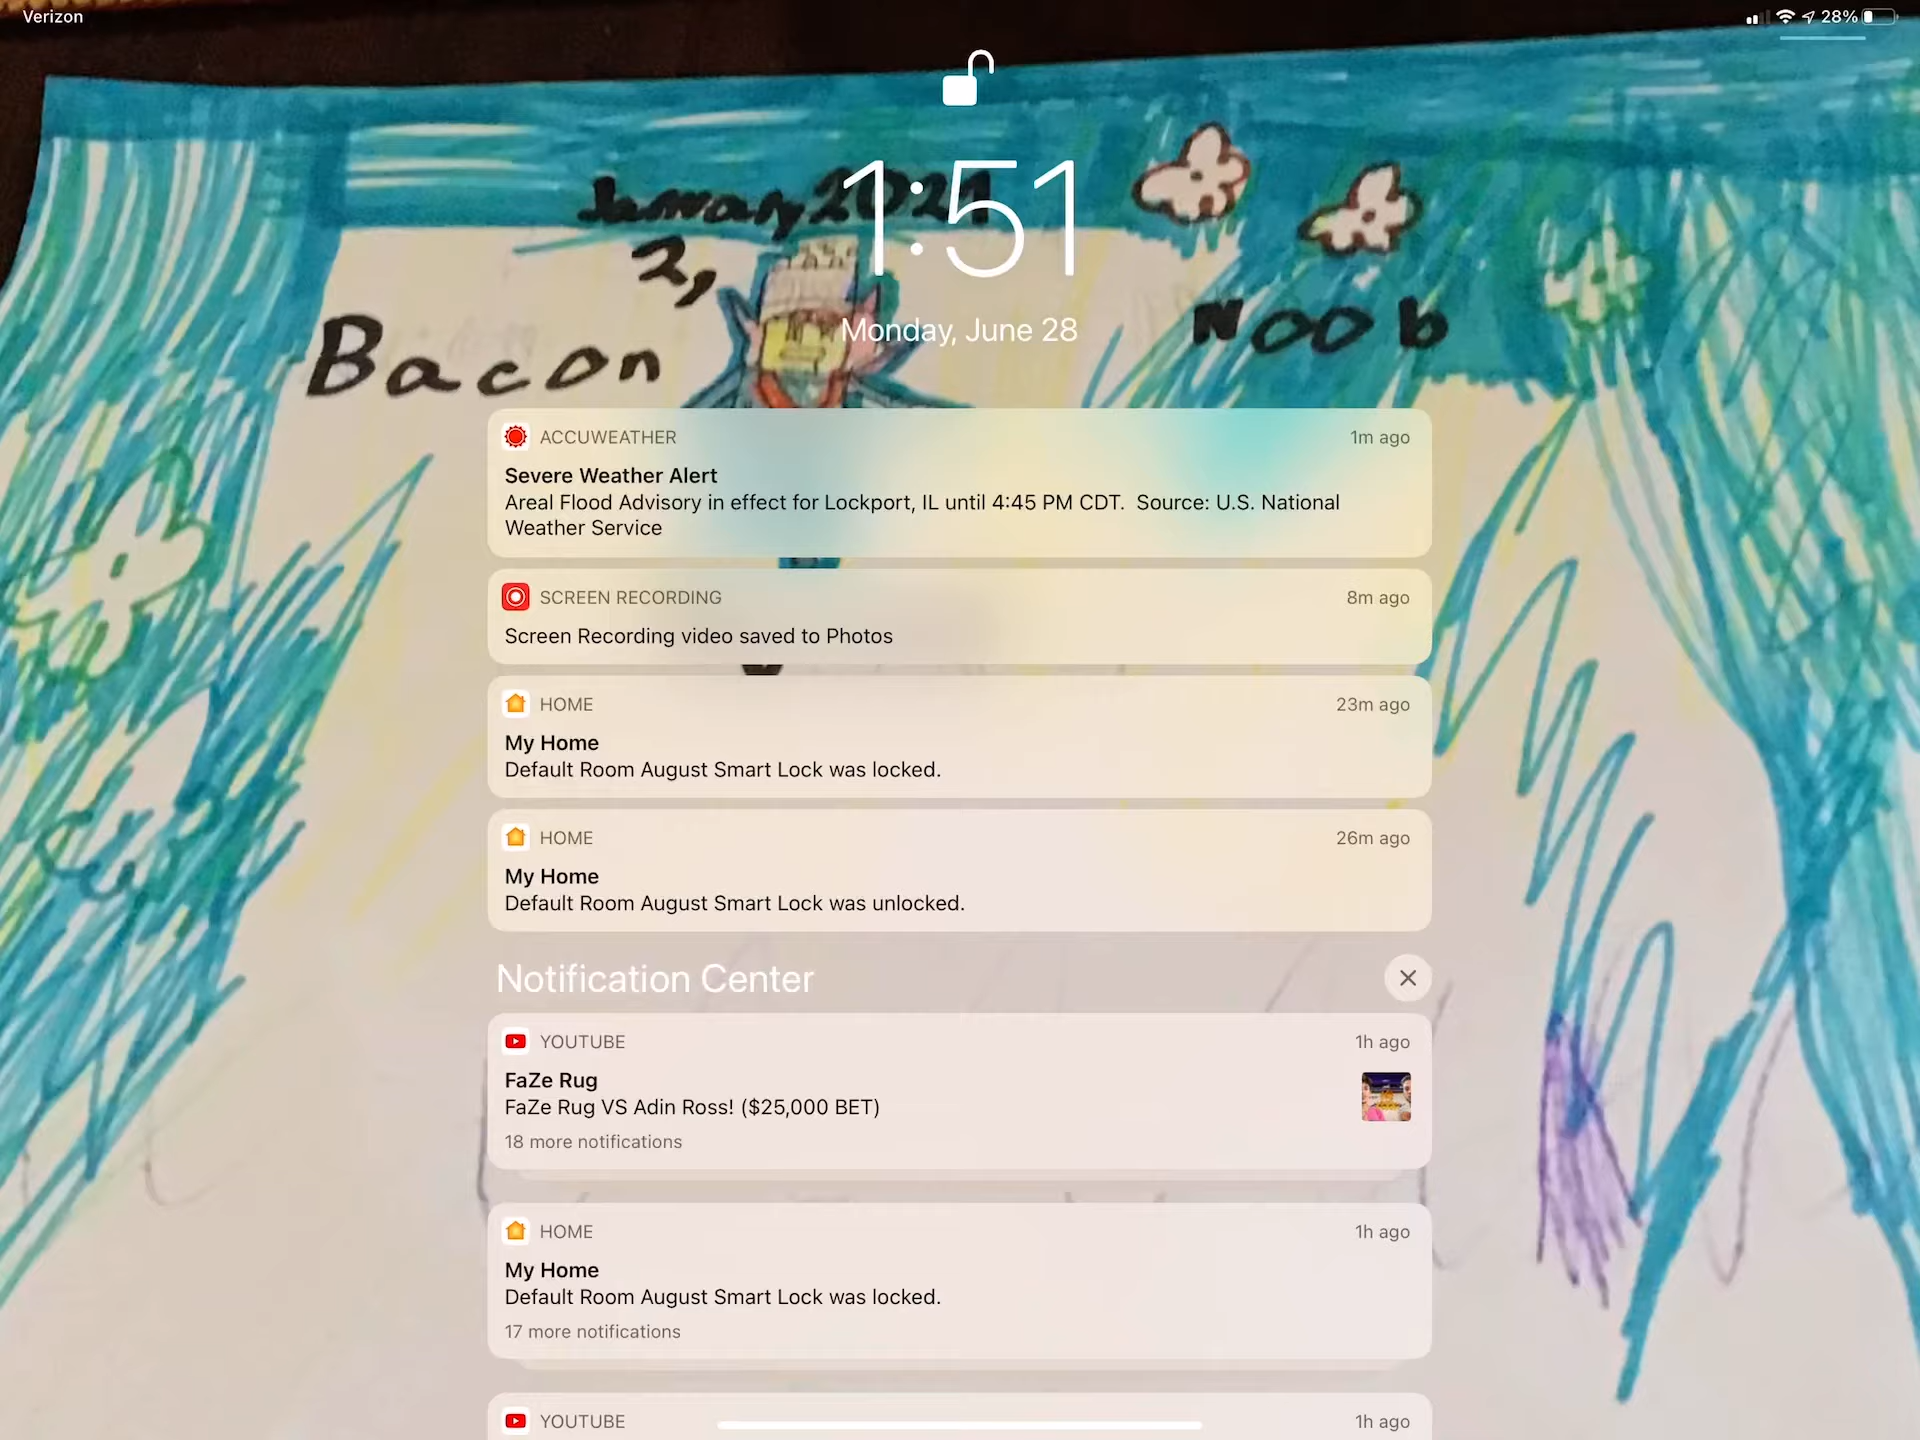 Verizon
28%
January 2021
2,
1:51
Bacon
Noob
Monday, June 28
ACCUWEATHER
1m ago
Severe Weather Alert
Areal Flood Advisory in effect for Lockport, IL until 4:45 PM CDT.  Source: U.S. National
Weather Service
SCREEN RECORDING
8m ago
Screen Recording video saved to Photos
HOME
23m ago
My Home
Default Room August Smart Lock was locked.
HOME
26m ago
My Home
Default Room August Smart Lock was unlocked.
Notification Center
YOUTUBE
1h ago
FaZe Rug
FaZe Rug VS Adin Ross! ($25,000 BET)
18 more notifications
HOME
1h ago
My Home
Default Room August Smart Lock was locked.
17 more notifications
YOUTUBE
1h ago